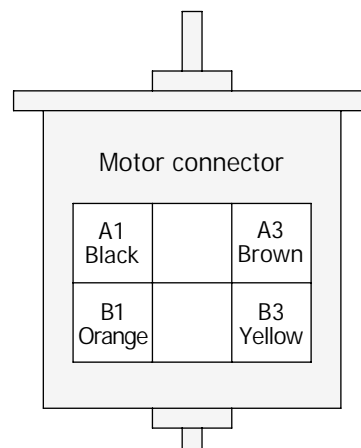 Motor connector
A1
Black
A3
Brown
B1
Orange
B3
Yellow